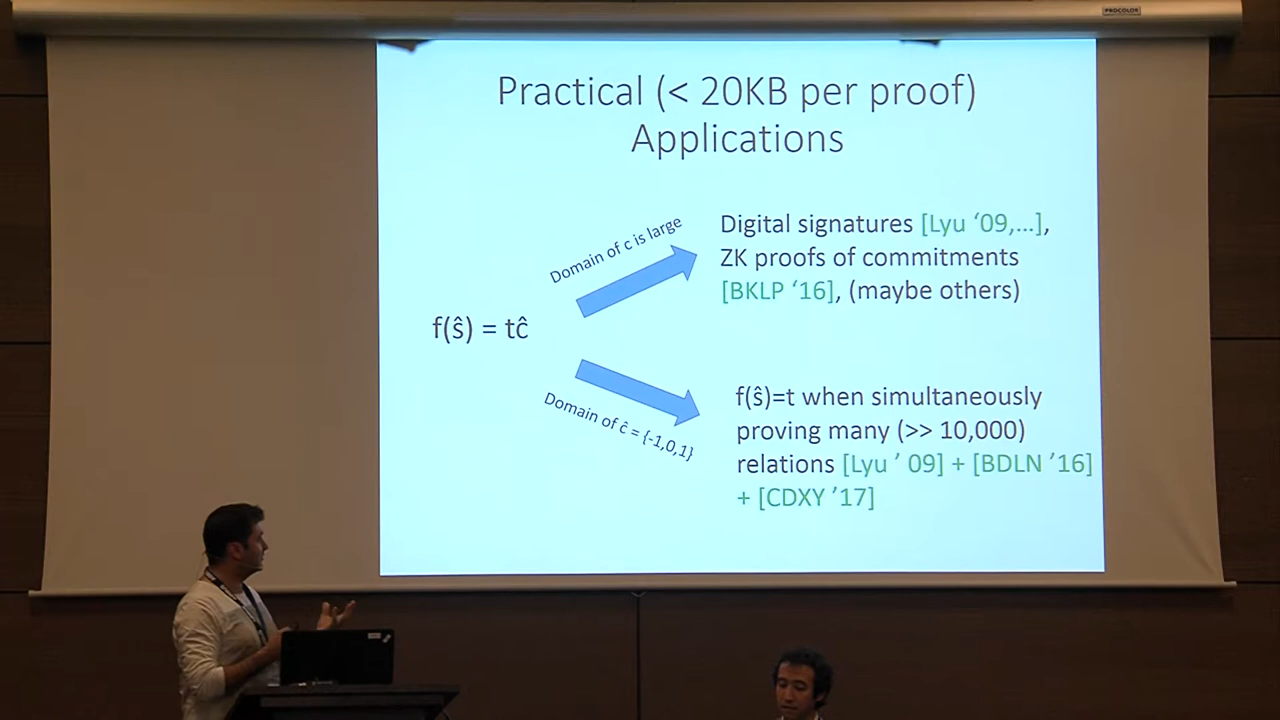 PROCOLOR
Practical (< 20KB per proof)
Applications
Domain of c is large
Digital signatures [Lyu ‘09,…],
ZK proofs of commitments
[BKLP ‘16], (maybe others)
f(ŝ) = tĉ
Domain of ĉ = {-1,0,1}
f(ŝ)=t when simultaneously
proving many (>> 10,000)
relations [Lyu ’ 09] + [BDLN ’16]
+ [CDXY ’17]